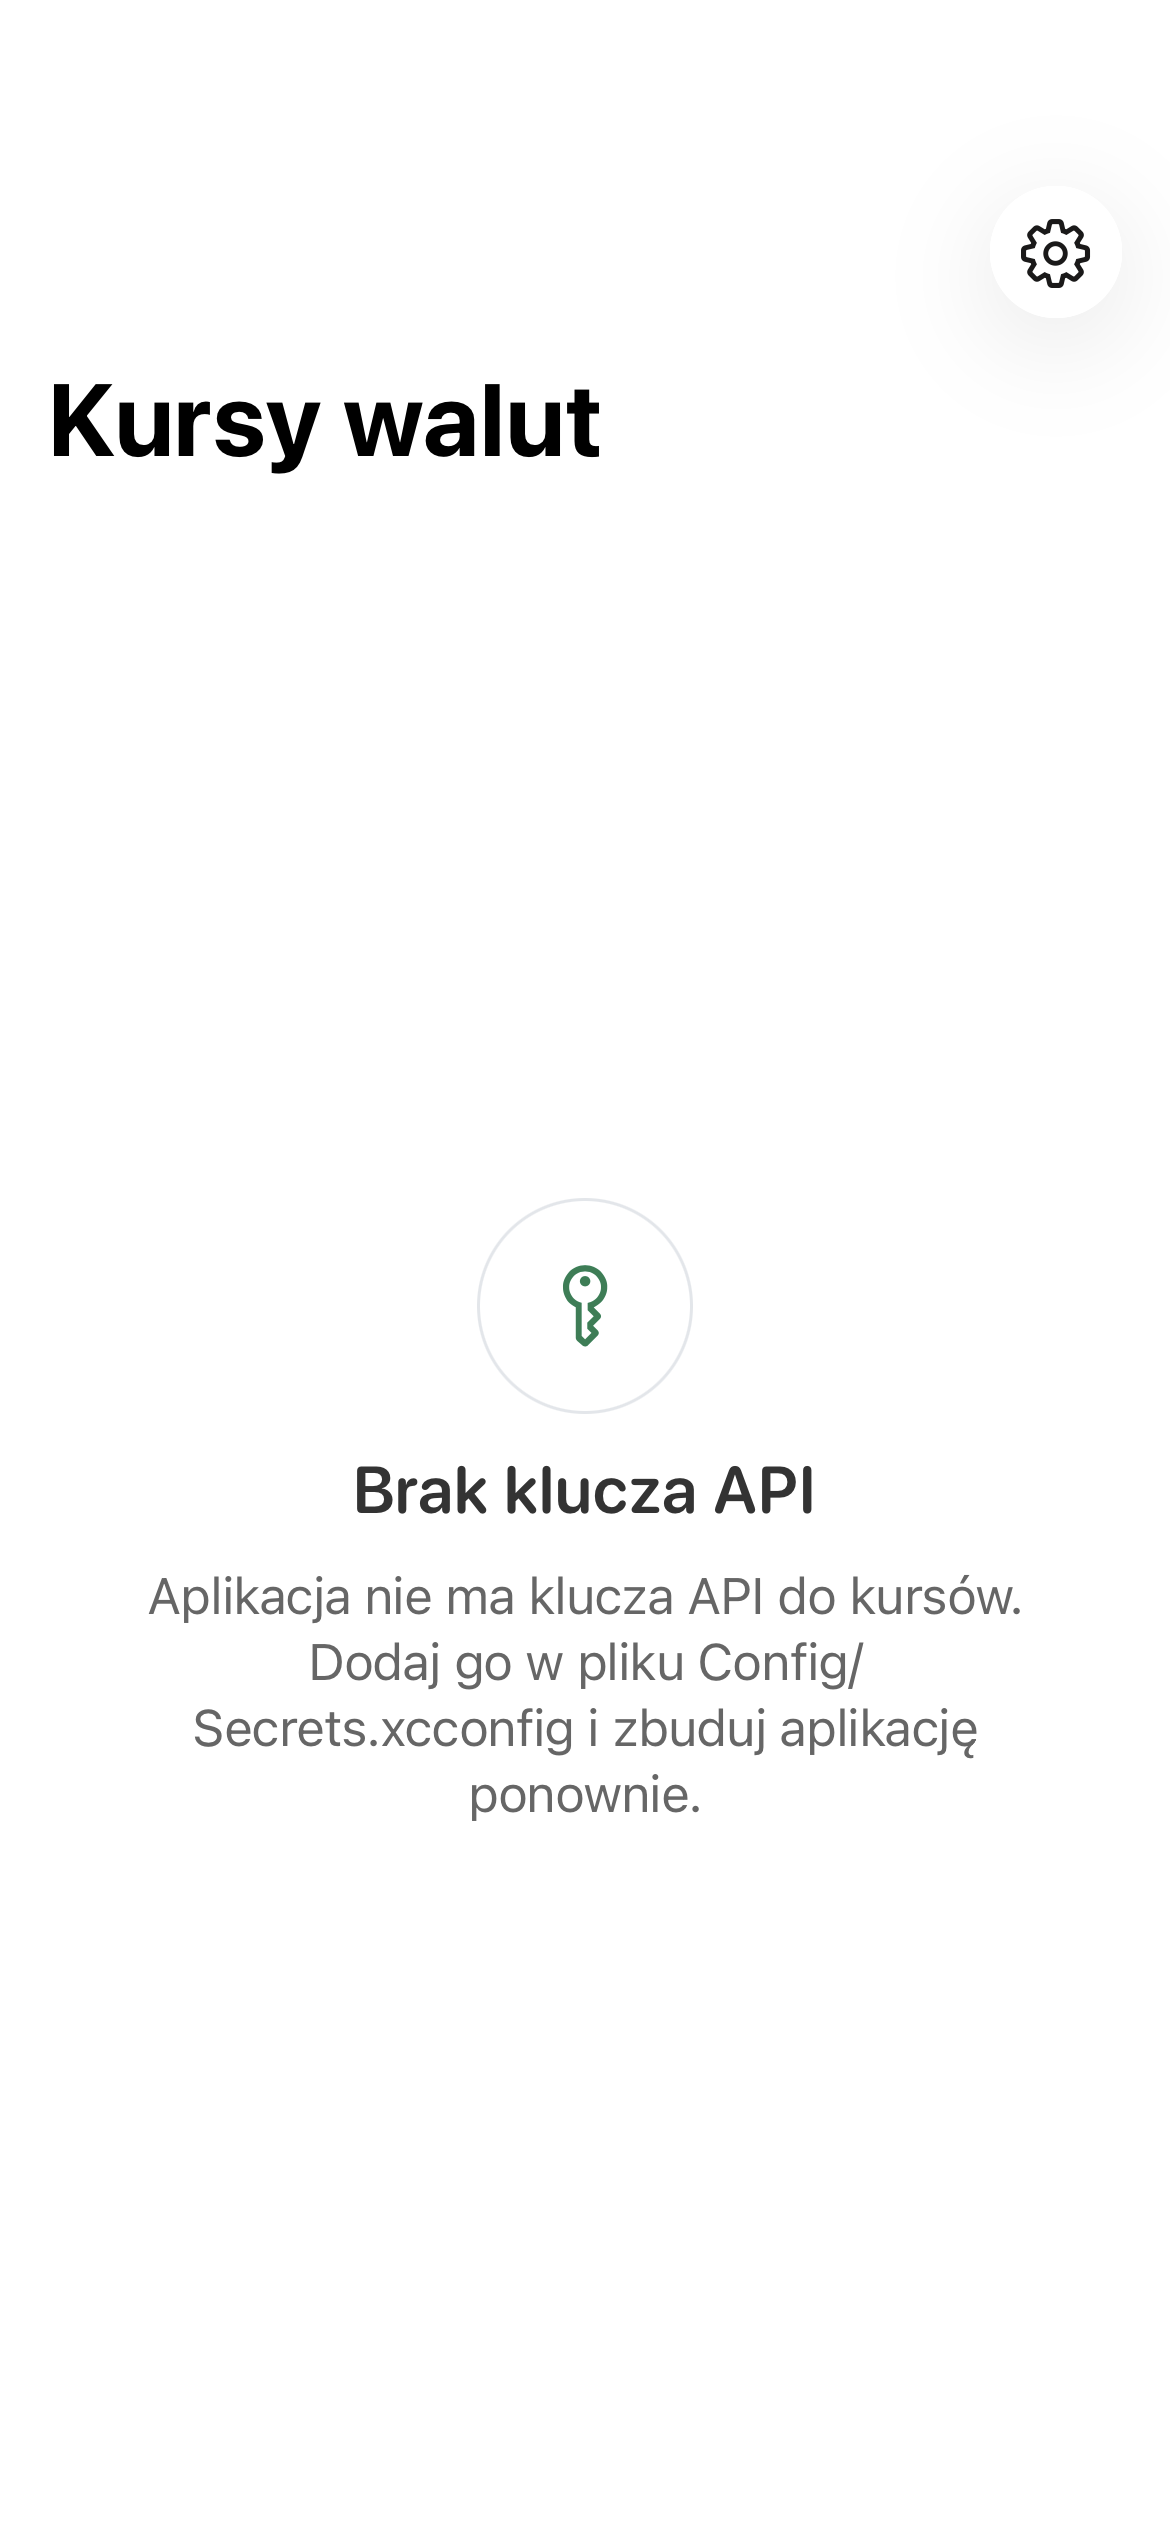 Kursy walut
Brak klucza API
Aplikacja nie ma klucza API do kursów.
Dodaj go w pliku Config/
Secrets.xcconfig i zbuduj aplikację
ponownie.